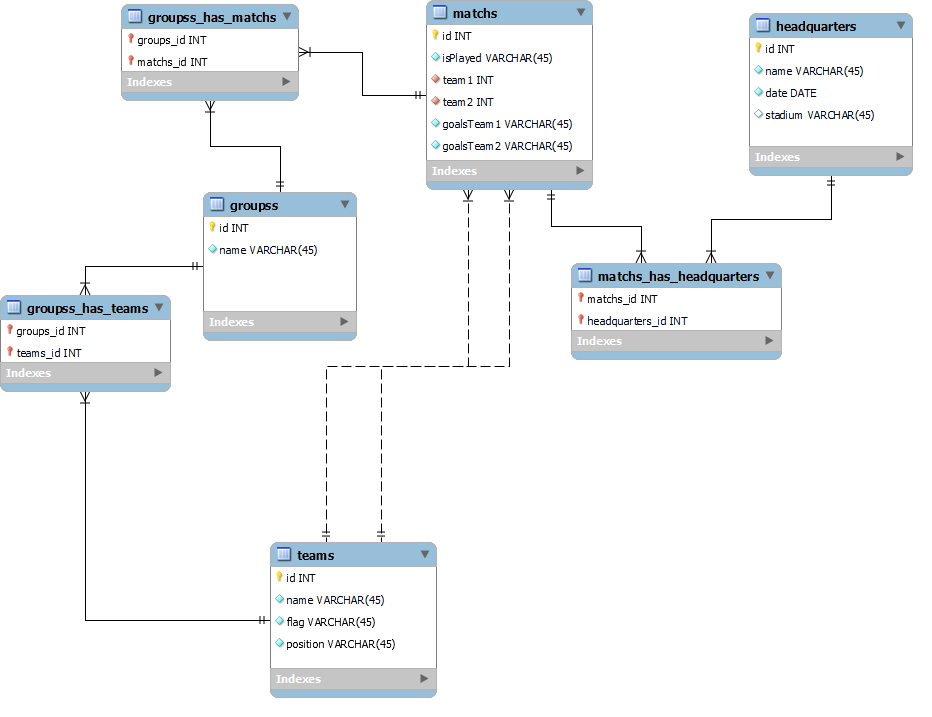 groupss_has_matchs
groups_id INT
matchs_id INT
Indexes
matchs
id INT
isPlayed VARCHAR(45)
team1 INT
team2 INT
goalsTeam1 VARCHAR(45)
goalsTeam2 VARCHAR(45)
Indexes
headquarters
id INT
name VARCHAR(45)
date DATE
stadium VARCHAR(45)
Indexes
groupss
id INT
name VARCHAR(45)
Indexes
groupss_has_teams
groups_id INT
teams_id INT
Indexes
matchs_has_headquarters
matchs_id INT
headquarters_id INT
Indexes
teams
id INT
name VARCHAR(45)
flag VARCHAR(45)
position VARCHAR(45)
Indexes